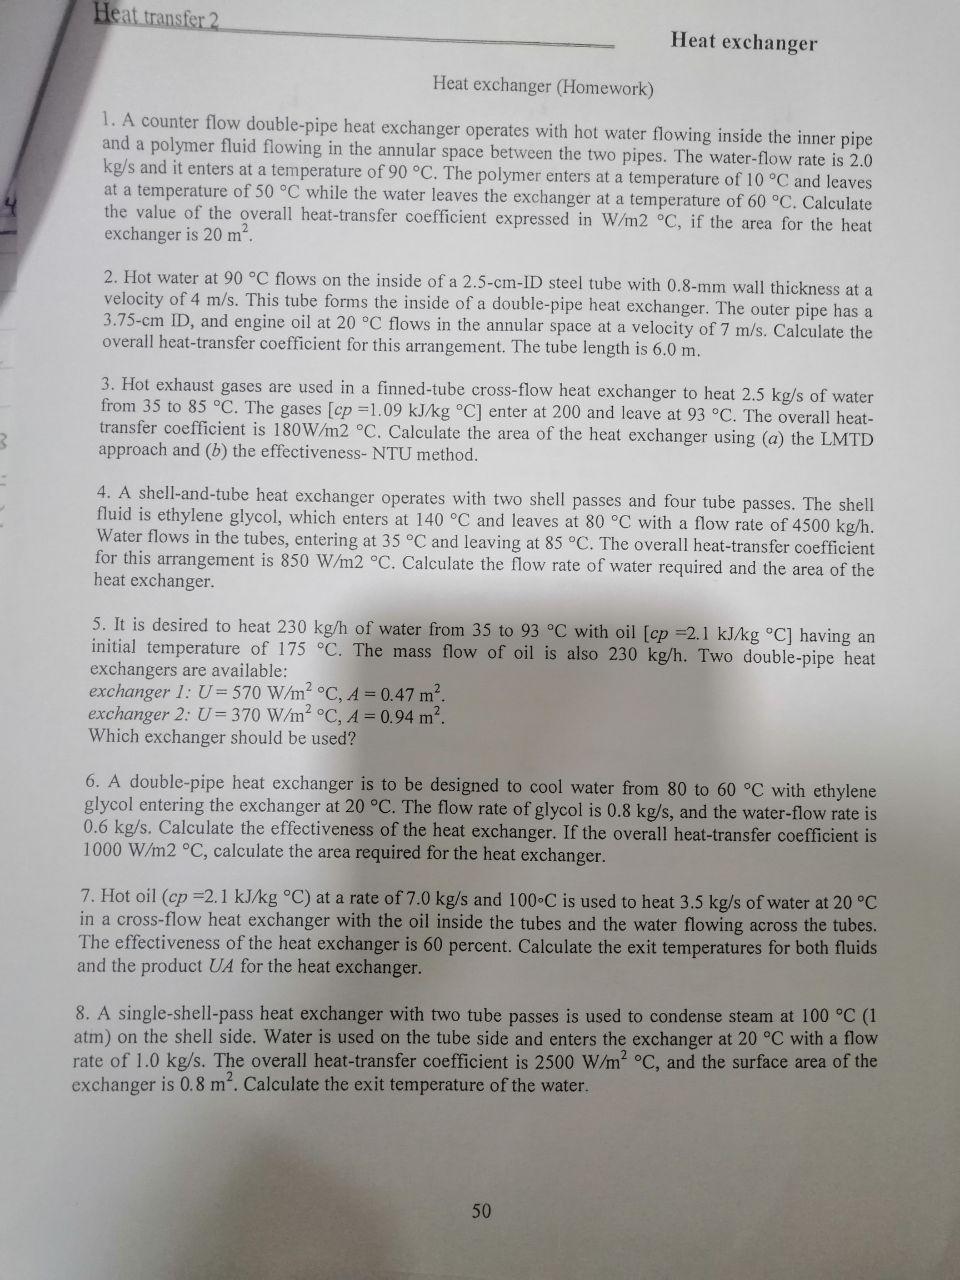 Heat transfer 2
Heat exchanger
Heat exchanger (Homework)
1. A counter flow double-pipe heat exchanger operates with hot water flowing inside the inner pipe
and a polymer fluid flowing in the annular space between the two pipes. The water-flow rate is 2.0
kg/s and it enters at a temperature of 90 °C. The polymer enters at a temperature of 10 °C and leaves
at a temperature of 50 °C while the water leaves the exchanger at a temperature of 60 °C. Calculate
the value of the overall heat-transfer coefficient expressed in W/m2 °C, if the area for the heat
exchanger is 20 m².
2. Hot water at 90 °C flows on the inside of a 2.5-cm-ID steel tube with 0.8-mm wall thickness at a
velocity of 4 m/s. This tube forms the inside of a double-pipe heat exchanger. The outer pipe has a
3.75-cm ID, and engine oil at 20 °C flows in the annular space at a velocity of 7 m/s. Calculate the
overall heat-transfer coefficient for this arrangement. The tube length is 6.0 m.
3. Hot exhaust gases are used in a finned-tube cross-flow heat exchanger to heat 2.5 kg/s of water
from 35 to 85 °C. The gases [cp =1.09 kJ/kg °C] enter at 200 and leave at 93 °C. The overall heat-
transfer coefficient is 180W/m2 °C. Calculate the area of the heat exchanger using (a) the LMTD
approach and (b) the effectiveness- NTU method.
4. A shell-and-tube heat exchanger operates with two shell passes and four tube passes. The shell
fluid is ethylene glycol, which enters at 140 °C and leaves at 80 °C with a flow rate of 4500 kg/h.
Water flows in the tubes, entering at 35 °C and leaving at 85 °C. The overall heat-transfer coefficient
for this arrangement is 850 W/m2 °C. Calculate the flow rate of water required and the area of the
heat exchanger.
5. It is desired to heat 230 kg/h of water from 35 to 93 °C with oil [cp =2.1 kJ/kg °C] having an
initial temperature of 175 °C. The mass flow of oil is also 230 kg/h. Two double-pipe heat
exchangers are available:
exchanger 1: U= 570 W/m² °C, A = 0.47 m².
exchanger 2: U= 370 W/m² °C, A = 0.94 m².
Which exchanger should be used?
6. A double-pipe heat exchanger is to be designed to cool water from 80 to 60 °C with ethylene
glycol entering the exchanger at 20 °C. The flow rate of glycol is 0.8 kg/s, and the water-flow rate is
0.6 kg/s. Calculate the effectiveness of the heat exchanger. If the overall heat-transfer coefficient is
1000 W/m2 °C, calculate the area required for the heat exchanger.
7. Hot oil (cp =2.1 kJ/kg °C) at a rate of 7.0 kg/s and 100◦C is used to heat 3.5 kg/s of water at 20 °C
in a cross-flow heat exchanger with the oil inside the tubes and the water flowing across the tubes.
The effectiveness of the heat exchanger is 60 percent. Calculate the exit temperatures for both fluids
and the product UA for the heat exchanger.
8. A single-shell-pass heat exchanger with two tube passes is used to condense steam at 100 °C (1
atm) on the shell side. Water is used on the tube side and enters the exchanger at 20 °C with a flow
rate of 1.0 kg/s. The overall heat-transfer coefficient is 2500 W/m² °C, and the surface area of the
exchanger is 0.8 m². Calculate the exit temperature of the water.
50